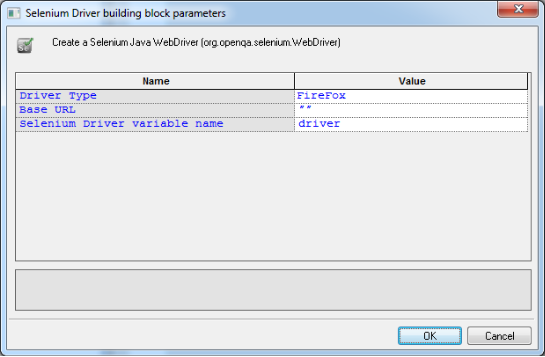 Selenium Driver building block parameters
Create a Selenium Java WebDriver (org.openqa.selenium.WebDriver)
Name Value
Driver Type FireFox
Base URL ""
Selenium Driver variable name driver
OK Cancel